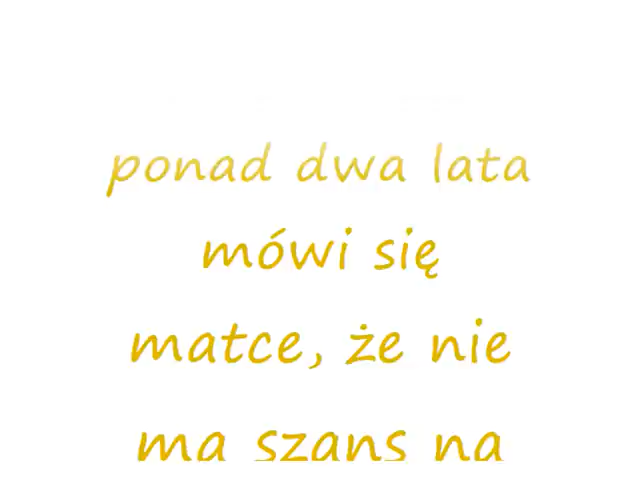 ponad dwa lata
mówi się
matce, że nie
ma szans na